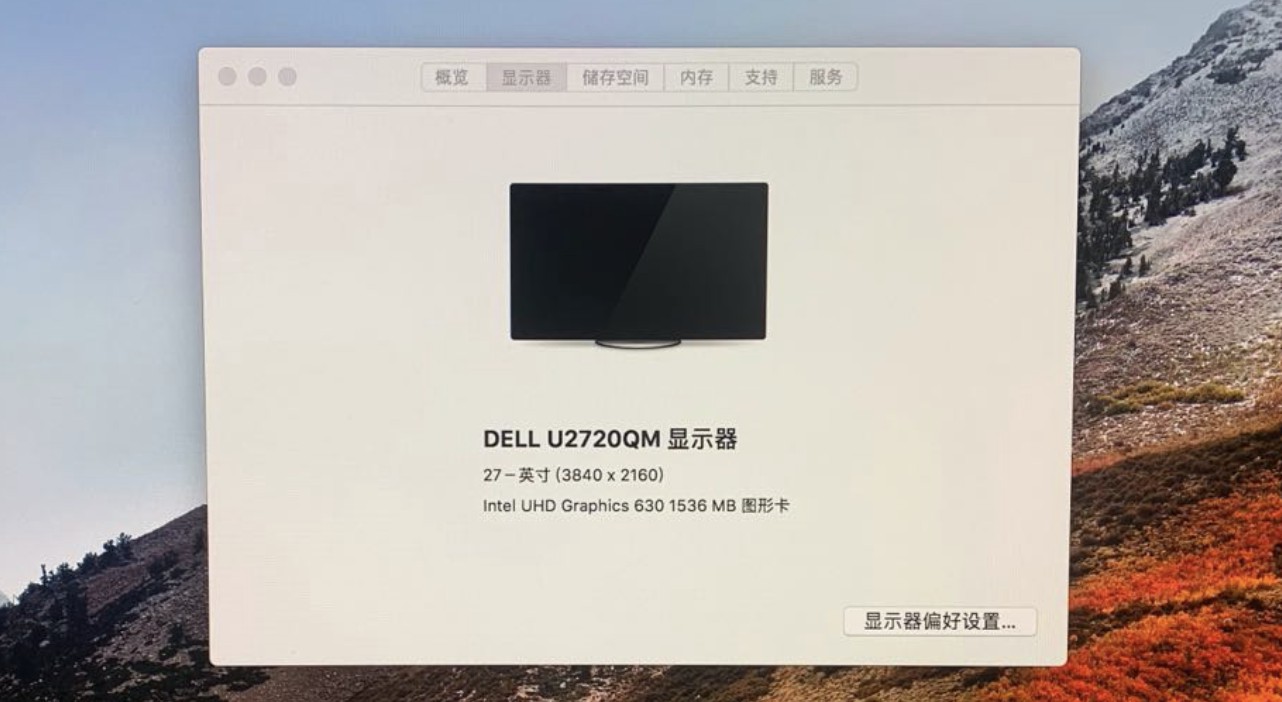 概览 显示器 储存空间 内存 支持 服务
DELL U2720QM 显示器
27－英寸 (3840 x 2160)
Intel UHD Graphics 630 1536 MB 图形卡
显示器偏好设置...